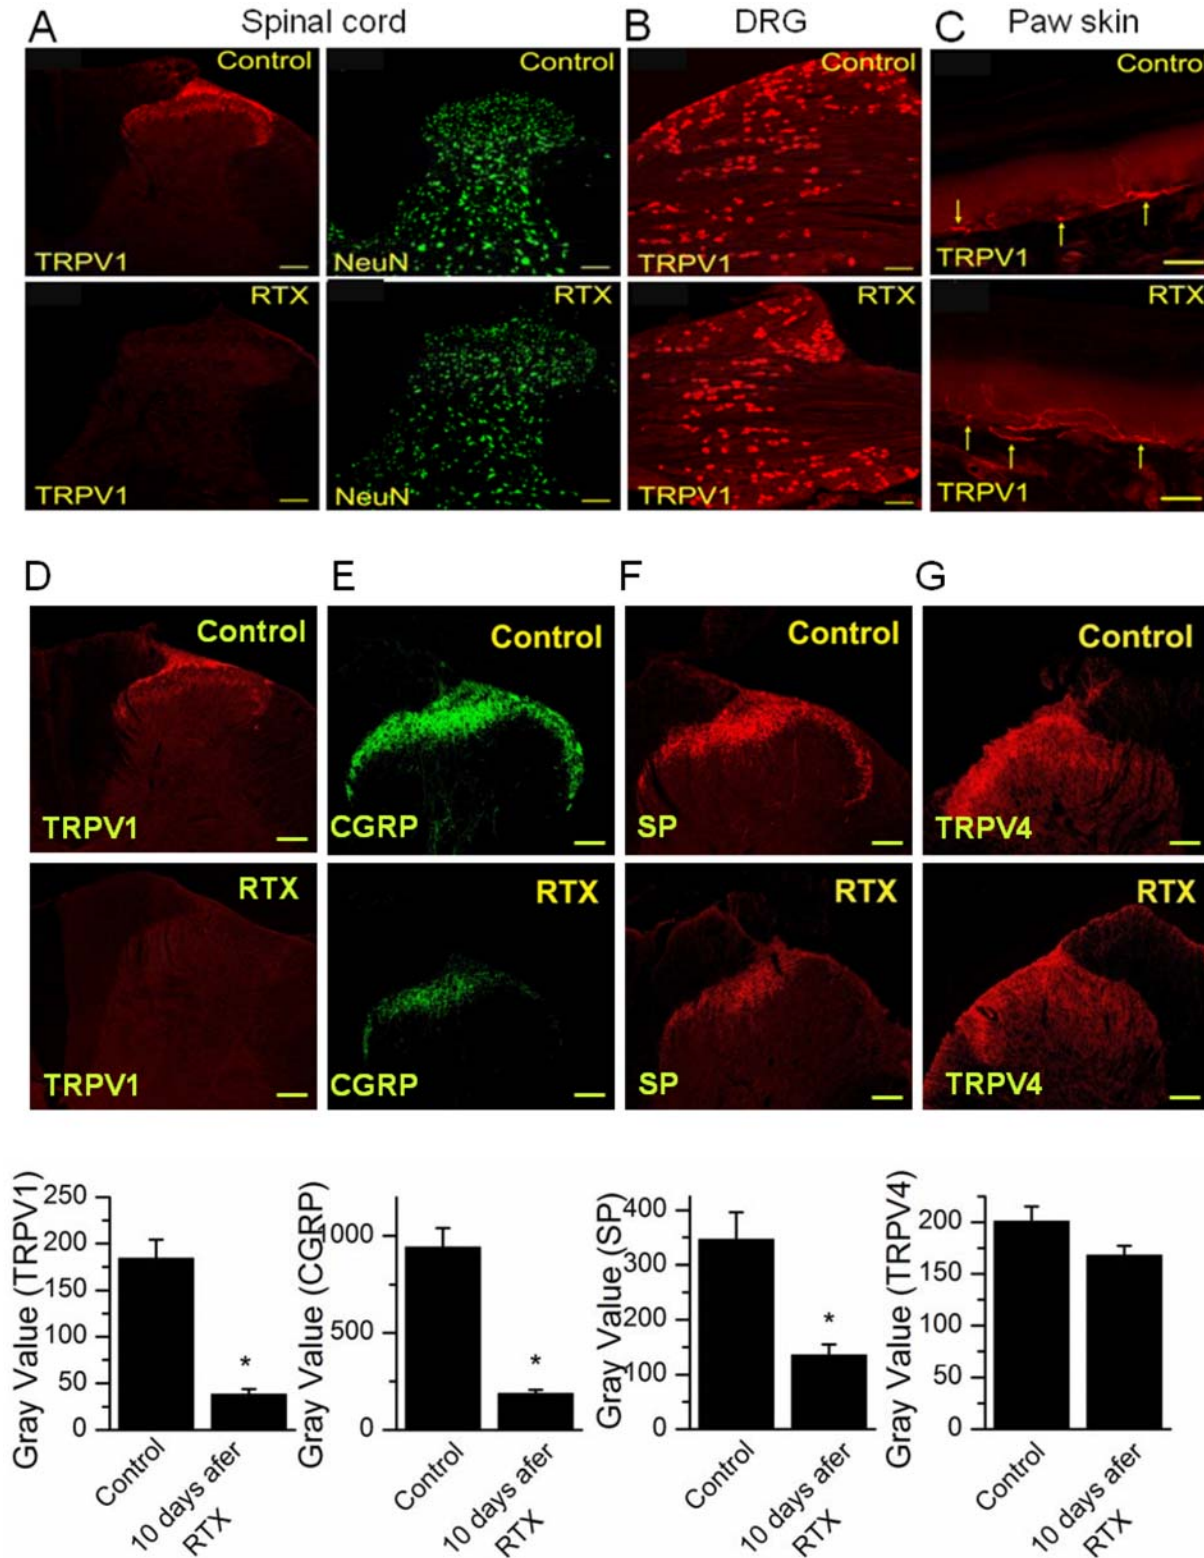 A Spinal cord B DRG C Paw skin
Control Control Control Contro
TRPV1 NeuN TRPV1 TRPV1
RTX RTX RTX RTX
TRPV1 NeuN TRPV1 TRPV1
D E F G
Control Control Control Control
TRPV1 CGRP SP TRPV4
RTX RTX RTX RTX
TRPV1 CGRP SP TRPV4
Gray Value (TRPV1)
250
200
150
100
50
0
Control
10 days afer
RTX
Gray Value (CGRP)
1000
500
0
*
Control
10 days afer
RTX
Gray Value (SP)
400
300
200
100
0
*
Control
10 days afer
RTX
Gray Value (TRPV4)
200
150
100
50
0
Control
10 days afer
RTX